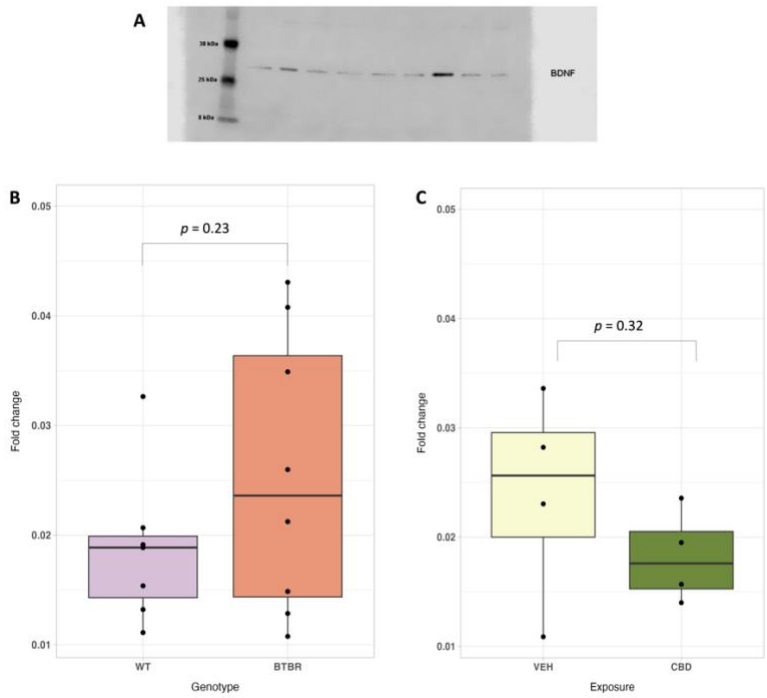 A
38 kDa
25 kDa
8 kDa
BDNF
B
0.05
0.04
0.03
0.02
0.01
Fold change
p = 0.23
WT
BTBR
Genotype
C
0.05
0.04
0.03
0.02
0.01
Fold change
p = 0.32
VEH
CBD
Exposure